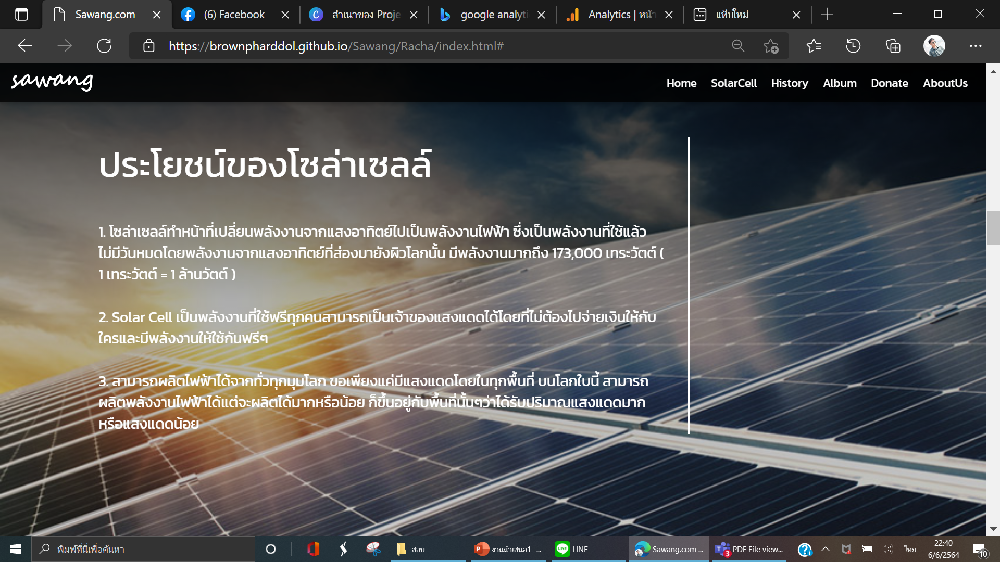 Sawang.com
(6) Facebook
สำเนาของ Proje
google analyti
Analytics | หน้า
แท็บใหม่
https://brownpharddol.github.io/Sawang/Racha/index.html#
sawang
Home SolarCell History Album Donate AboutUs
ประโยชน์ของโซล่าเซลล์
1. โซล่าเซลล์ทำหน้าที่เปลี่ยนพลังงานจากแสงอาทิตย์ไปเป็นพลังงานไฟฟ้า ซึ่งเป็นพลังงานที่ใช้แล้ว
ไม่มีวันหมดโดยพลังงานจากแสงอาทิตย์ที่ส่องมายังผิวโลกนั้น มีพลังงานมากถึง 173,000 เทระวัตต์ (
1 เทระวัตต์ = 1 ล้านวัตต์ )
2. Solar Cell เป็นพลังงานที่ใช้ฟรีทุกคนสามารถเป็นเจ้าของแสงแดดได้โดยที่ไม่ต้องไปจ่ายเงินให้กับ
ใครและมีพลังงานให้ใช้กันฟรีๆ
3. สามารถผลิตไฟฟ้าได้จากทั่วทุกมุมโลก ขอเพียงแค่มีแสงแดดโดยในทุกพื้นที่ บนโลกใบนี้ สามารถ
ผลิตพลังงานไฟฟ้าได้แต่จะผลิตได้มากหรือน้อย ก็ขึ้นอยู่กับพื้นที่นั้นๆว่าได้รับปริมาณแสงแดดมาก
หรือแสงแดดน้อย
พิมพ์ที่นี่เพื่อค้นหา
สอบ
งานนำเสนอ1 -...
LINE
Sawang.com ...
3
PDF File view...
ไทย
22:40
6/6/2564
10